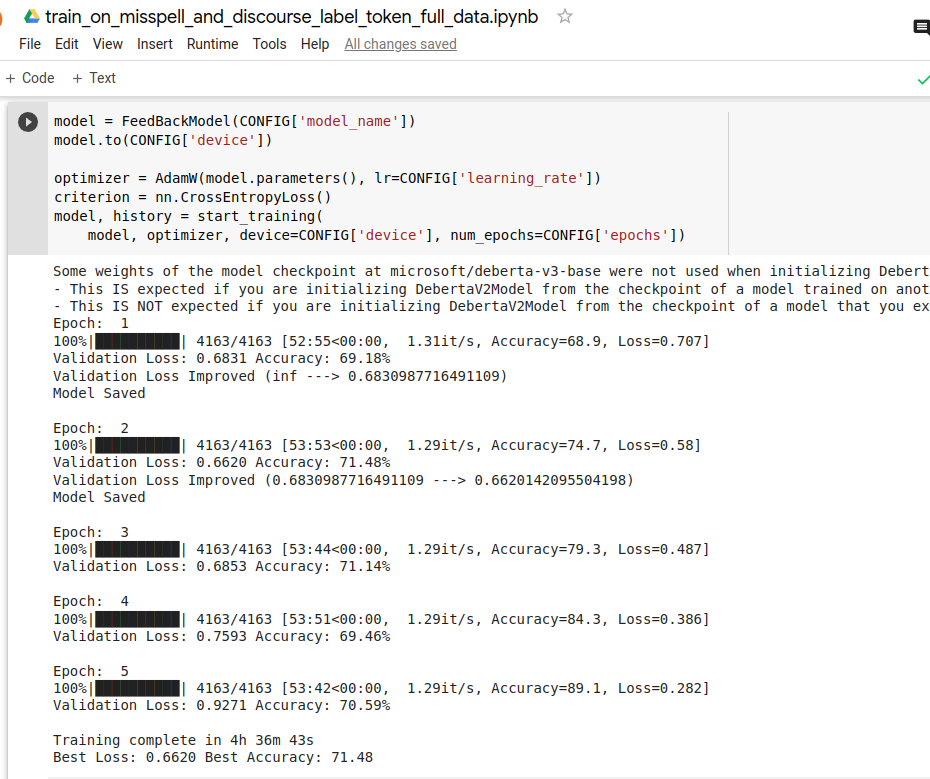 train_on_misspell_and_discourse_label_token_full_data.ipynb
File Edit View Insert Runtime Tools Help All changes saved
+ Code + Text
model = FeedBackModel(CONFIG['model_name'])
model.to(CONFIG['device'])
optimizer = AdamW(model.parameters(), lr=CONFIG['learning_rate'])
criterion = nn.CrossEntropyLoss()
model, history = start_training(
    model, optimizer, device=CONFIG['device'], num_epochs=CONFIG['epochs'])
Some weights of the model checkpoint at microsoft/deberta-v3-base were not used when initializing Debert
- This IS expected if you are initializing DebertaV2Model from the checkpoint of a model trained on anot
- This IS NOT expected if you are initializing DebertaV2Model from the checkpoint of a model that you ex
Epoch:  1
100%|██████████| 4163/4163 [52:55<00:00,  1.31it/s, Accuracy=68.9, Loss=0.707]
Validation Loss: 0.6831 Accuracy: 69.18%
Validation Loss Improved (inf ---> 0.6830987716491109)
Model Saved
Epoch:  2
100%|██████████| 4163/4163 [53:53<00:00,  1.29it/s, Accuracy=74.7, Loss=0.58]
Validation Loss: 0.6620 Accuracy: 71.48%
Validation Loss Improved (0.6830987716491109 ---> 0.6620142095504198)
Model Saved
Epoch:  3
100%|██████████| 4163/4163 [53:44<00:00,  1.29it/s, Accuracy=79.3, Loss=0.487]
Validation Loss: 0.6853 Accuracy: 71.14%
Epoch:  4
100%|██████████| 4163/4163 [53:51<00:00,  1.29it/s, Accuracy=84.3, Loss=0.386]
Validation Loss: 0.7593 Accuracy: 69.46%
Epoch:  5
100%|██████████| 4163/4163 [53:42<00:00,  1.29it/s, Accuracy=89.1, Loss=0.282]
Validation Loss: 0.9271 Accuracy: 70.59%
Training complete in 4h 36m 43s
Best Loss: 0.6620 Best Accuracy: 71.48